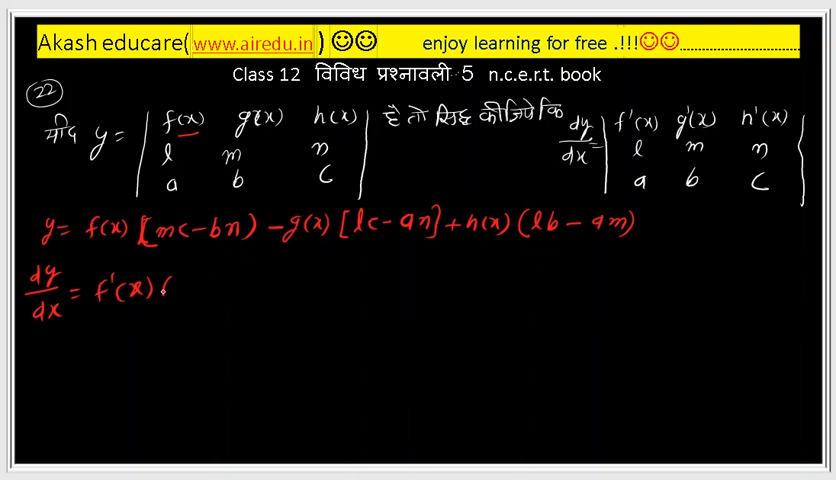 Akash educare( www.airedu.in ) ☺☺ enjoy learning for free .!!!☺☺...............................
Class 12 विविध प्रश्नावली 5 n.c.e.r.t. book
22
यदि y = | f(x) g(x) h(x) | है तो सिद्ध कीजिये कि dy/dx = | f'(x) g'(x) h'(x) |
l m n l m n
a b c a b c
y = f(x) [mc - bn) - g(x) [lc - an] + h(x) (lb - am)
dy/dx = f'(x) (